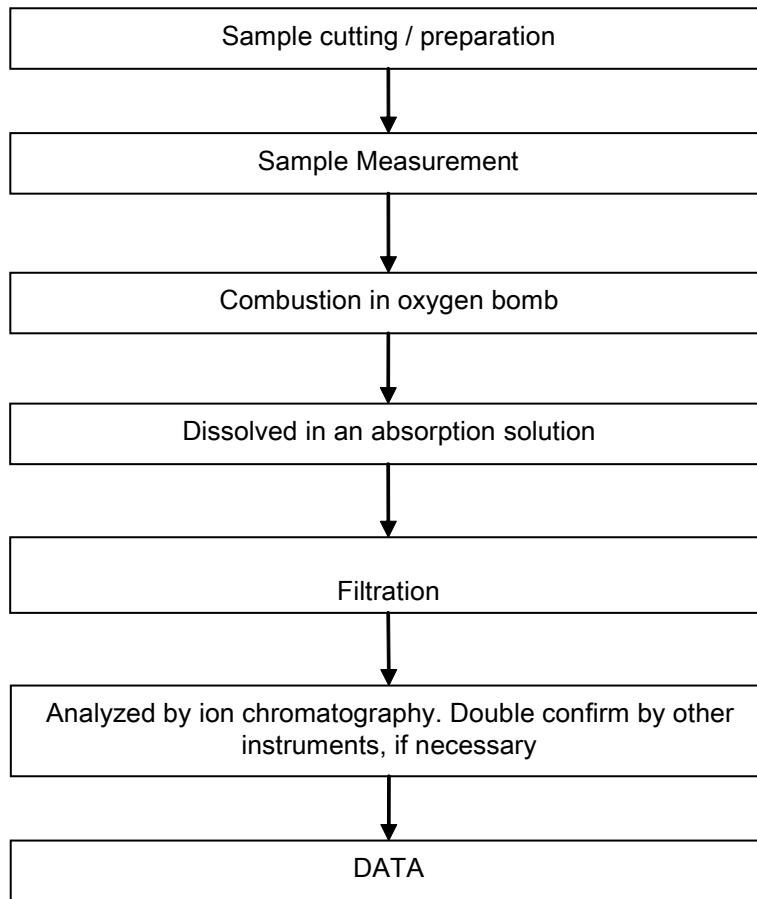 Sample cutting / preparation
Sample Measurement
Combustion in oxygen bomb
Dissolved in an absorption solution
Filtration
Analyzed by ion chromatography. Double confirm by other
instruments, if necessary
DATA